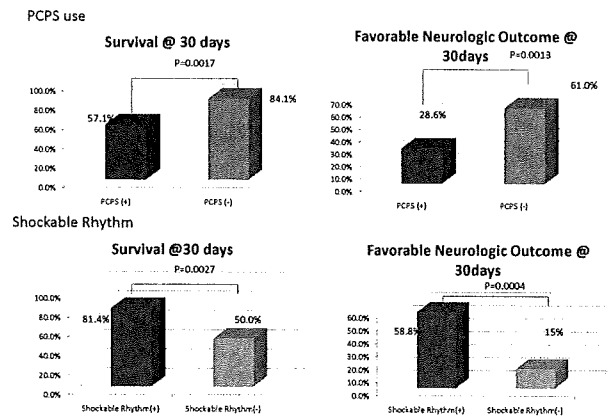 PCPS use
Survival @ 30 days
P=0.0017
100.0%
80.0%
60.0%
40.0%
20.0%
0.0%
57.1%
84.1%
PCPS (+)
PCPS (-)
Favorable Neurologic Outcome @
30days
P=0.0013
70.0%
60.0%
50.0%
40.0%
30.0%
20.0%
10.0%
0.0%
28.6%
61.0%
PCPS (+)
PCPS (-)
Shockable Rhythm
Survival @30 days
P=0.0027
100.0%
80.0%
60.0%
40.0%
20.0%
0.0%
81.4%
50.0%
Shockable Rhythm(+)
Shockable Rhythm(-)
Favorable Neurologic Outcome @
30days
P=0.0004
60.0%
50.0%
40.0%
30.0%
20.0%
10.0%
0.0%
58.8%
15%
Shockable Rhythm(+)
Shockable Rhythm(-)